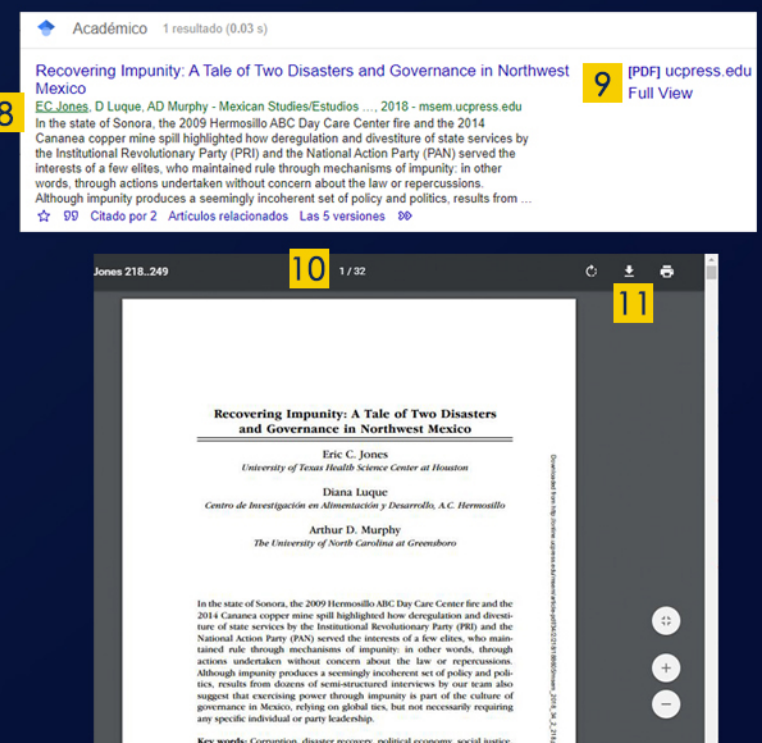 Académico 1 resultado (0.03 s)
Recovering Impunity: A Tale of Two Disasters and Governance in Northwest
Mexico
9 [PDF] ucpress.edu
Full View
8 EC Jones, D Luque, AD Murphy - Mexican Studies/Estudios ..., 2018 - msem.ucpress.edu
In the state of Sonora, the 2009 Hermosillo ABC Day Care Center fire and the 2014
Cananea copper mine spill highlighted how deregulation and divestiture of state services by
the Institutional Revolutionary Party (PRI) and the National Action Party (PAN) served the
interests of a few elites, who maintained rule through mechanisms of impunity: in other
words, through actions undertaken without concern about the law or repercussions.
Although impunity produces a seemingly incoherent set of policy and politics, results from ...
Citado por 2 Artículos relacionados Las 5 versiones
Jones 218..249 10 1 / 32
11
Recovering Impunity: A Tale of Two Disasters
and Governance in Northwest Mexico
Eric C. Jones
University of Texas Health Science Center at Houston
Diana Luque
Centro de Investigación en Alimentación y Desarrollo, A.C. Hermosillo
Arthur D. Murphy
The University of North Carolina at Greensboro
In the state of Sonora, the 2009 Hermosillo ABC Day Care Center fire and the
2014 Cananea copper mine spill highlighted how deregulation and divesti-
ture of state services by the Institutional Revolutionary Party (PRI) and the
National Action Party (PAN) served the interests of a few elites, who main-
tained rule through mechanisms of impunity: in other words, through
actions undertaken without concern about the law or repercussions.
Although impunity produces a seemingly incoherent set of policy and poli-
tics, results from dozens of semi-structured interviews by our team also
suggest that exercising power through impunity is part of the culture of
governance in Mexico, relying on global ties, but not necessarily requiring
any specific individual or party leadership.
Key words: Corruption, disaster recovery, political economy, social justice,
Downloaded from